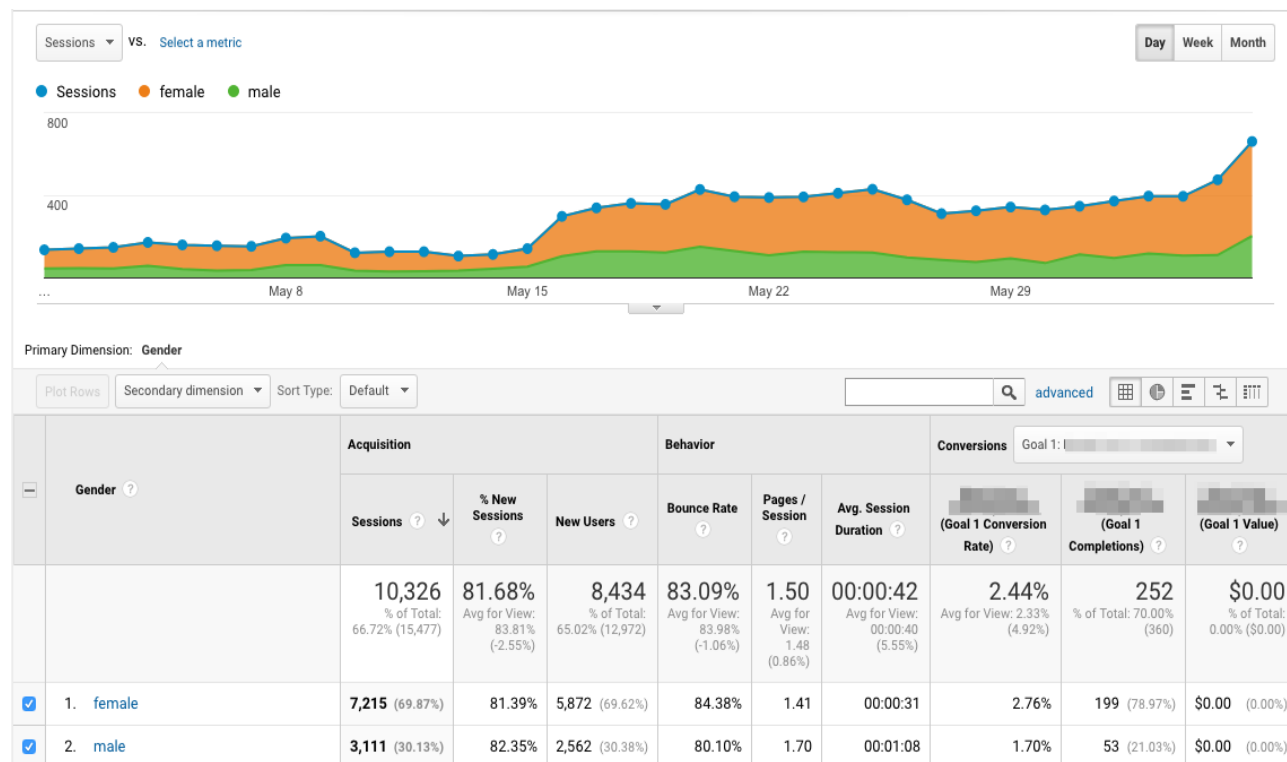 Sessions VS. Select a metric Day Week Month
Sessions female male
800
400
... May 8 May 15 May 22 May 29
Primary Dimension: Gender
Plot Rows Secondary dimension Sort Type: Default advanced
Acquisition Behavior Conversions Goal 1:
Gender ?
Sessions ? % New Sessions ? New Users ? Bounce Rate ? Pages / Session ? Avg. Session Duration ? (Goal 1 Conversion Rate) ? (Goal 1 Completions) ? (Goal 1 Value) ?
10,326 81.68% 8,434 83.09% 1.50 00:00:42 2.44% 252 $0.00
% of Total: 66.72% (15,477) Avg for View: 83.81% (-2.55%) % of Total: 65.02% (12,972) Avg for View: 83.98% (-1.06%) Avg for View: 1.48 (0.86%) Avg for View: 00:00:40 (5.55%) Avg for View: 2.33% (4.92%) % of Total: 70.00% (360) % of Total: 0.00% ($0.00)
1. female 7,215 (69.87%) 81.39% 5,872 (69.62%) 84.38% 1.41 00:00:31 2.76% 199 (78.97%) $0.00 (0.00%)
2. male 3,111 (30.13%) 82.35% 2,562 (30.38%) 80.10% 1.70 00:01:08 1.70% 53 (21.03%) $0.00 (0.00%)